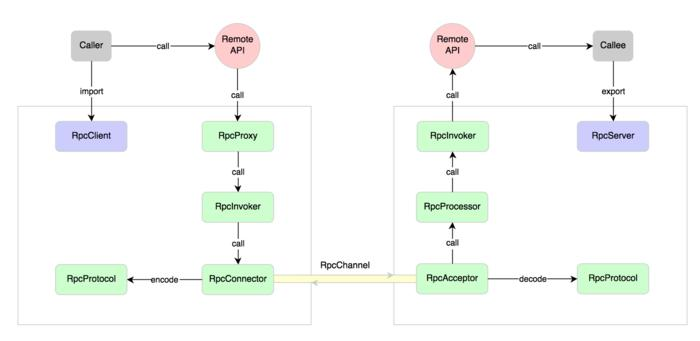 Caller
call
Remote
API
Remote
API
call
Callee
import
call
call
export
RpcClient
RpcProxy
RpcInvoker
RpcServer
call
call
RpcInvoker
RpcProcessor
call
call
RpcChannel
RpcProtocol
encode
RpcConnector
RpcAcceptor
decode
RpcProtocol